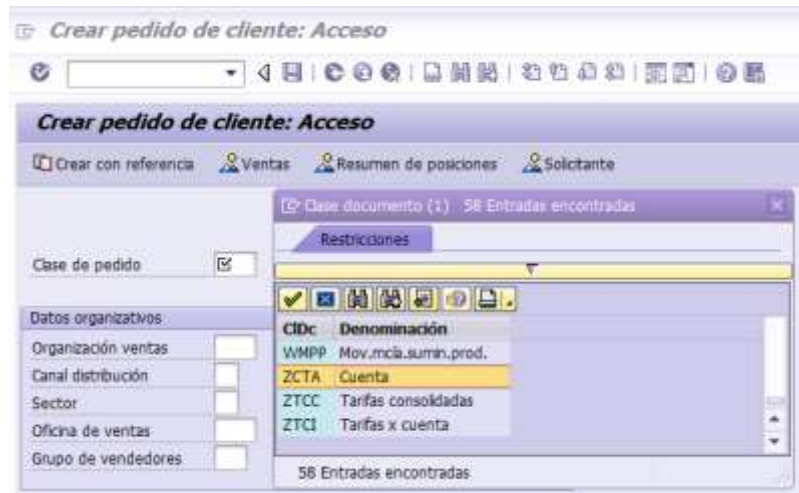 Crear pedido de cliente: Acceso
Crear pedido de cliente: Acceso
Crear con referencia Ventas Resumen de posiciones Solicitante
Clase documento (1) 58 Entradas encontradas
Restricciones
Clase de pedido
ClDc Denominación
WMPP Mov.mcía.sumin.prod.
ZCTA Cuenta
ZTCC Tarifas consolidadas
ZTCI Tarifas x cuenta
58 Entradas encontradas
Datos organizativos
Organización ventas
Canal distribución
Sector
Oficina de ventas
Grupo de vendedores